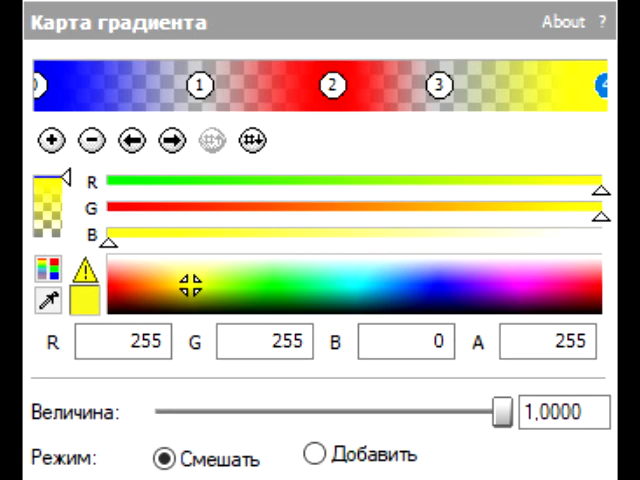 Карта градиента About ?
1 2 3
R
G
B
R 255 G 255 B 0 A 255
Величина: 1,0000
Режим: Смешать Добавить